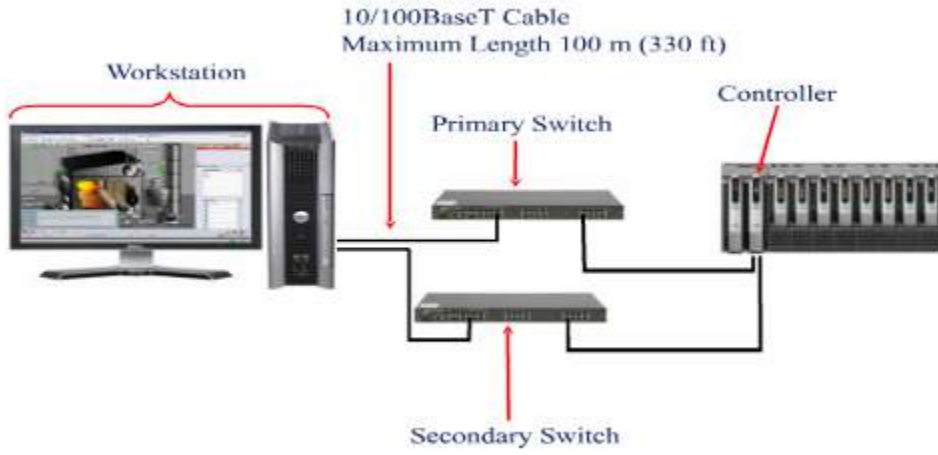 10/100BaseT Cable
Maximum Length 100 m (330 ft)
Workstation
Controller
Primary Switch
Secondary Switch